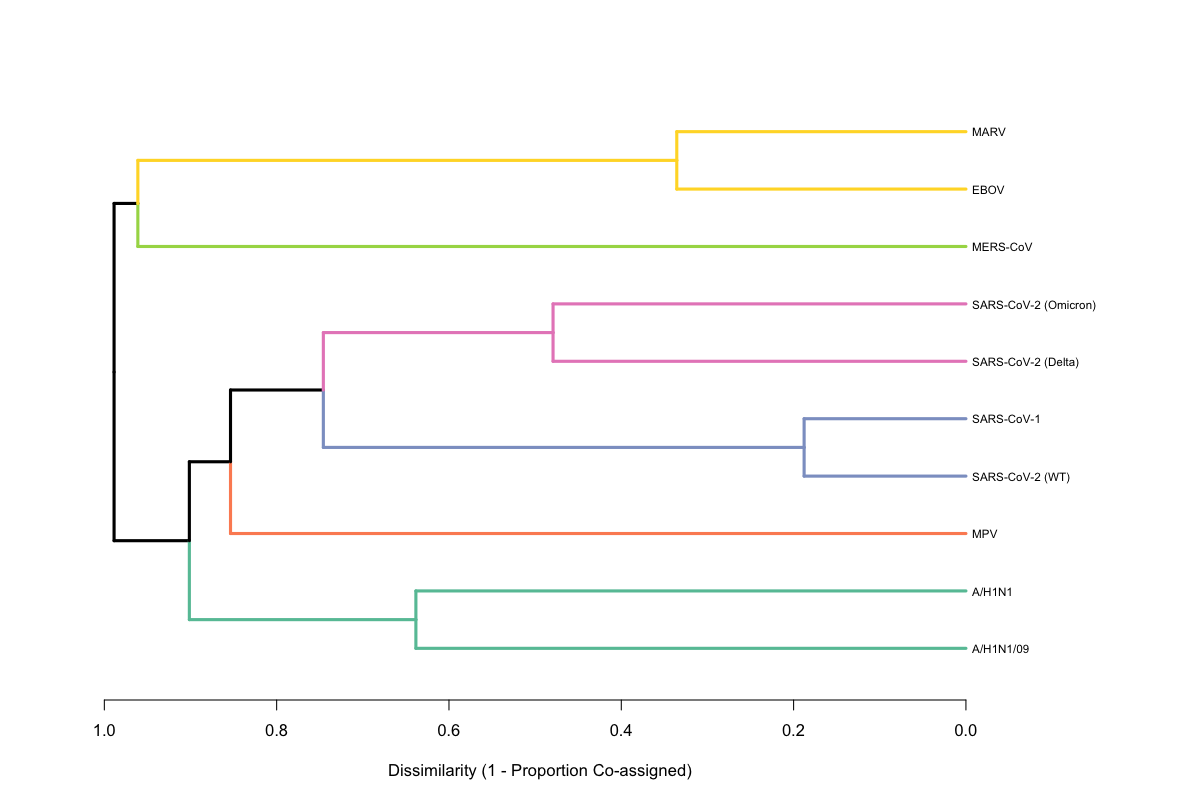 MARV
EBOV
MERS-CoV
SARS-CoV-2 (Omicron)
SARS-CoV-2 (Delta)
SARS-CoV-1
SARS-CoV-2 (WT)
MPV
A/H1N1
A/H1N1/09
1.0 0.8 0.6 0.4 0.2 0.0
Dissimilarity (1 - Proportion Co-assigned)